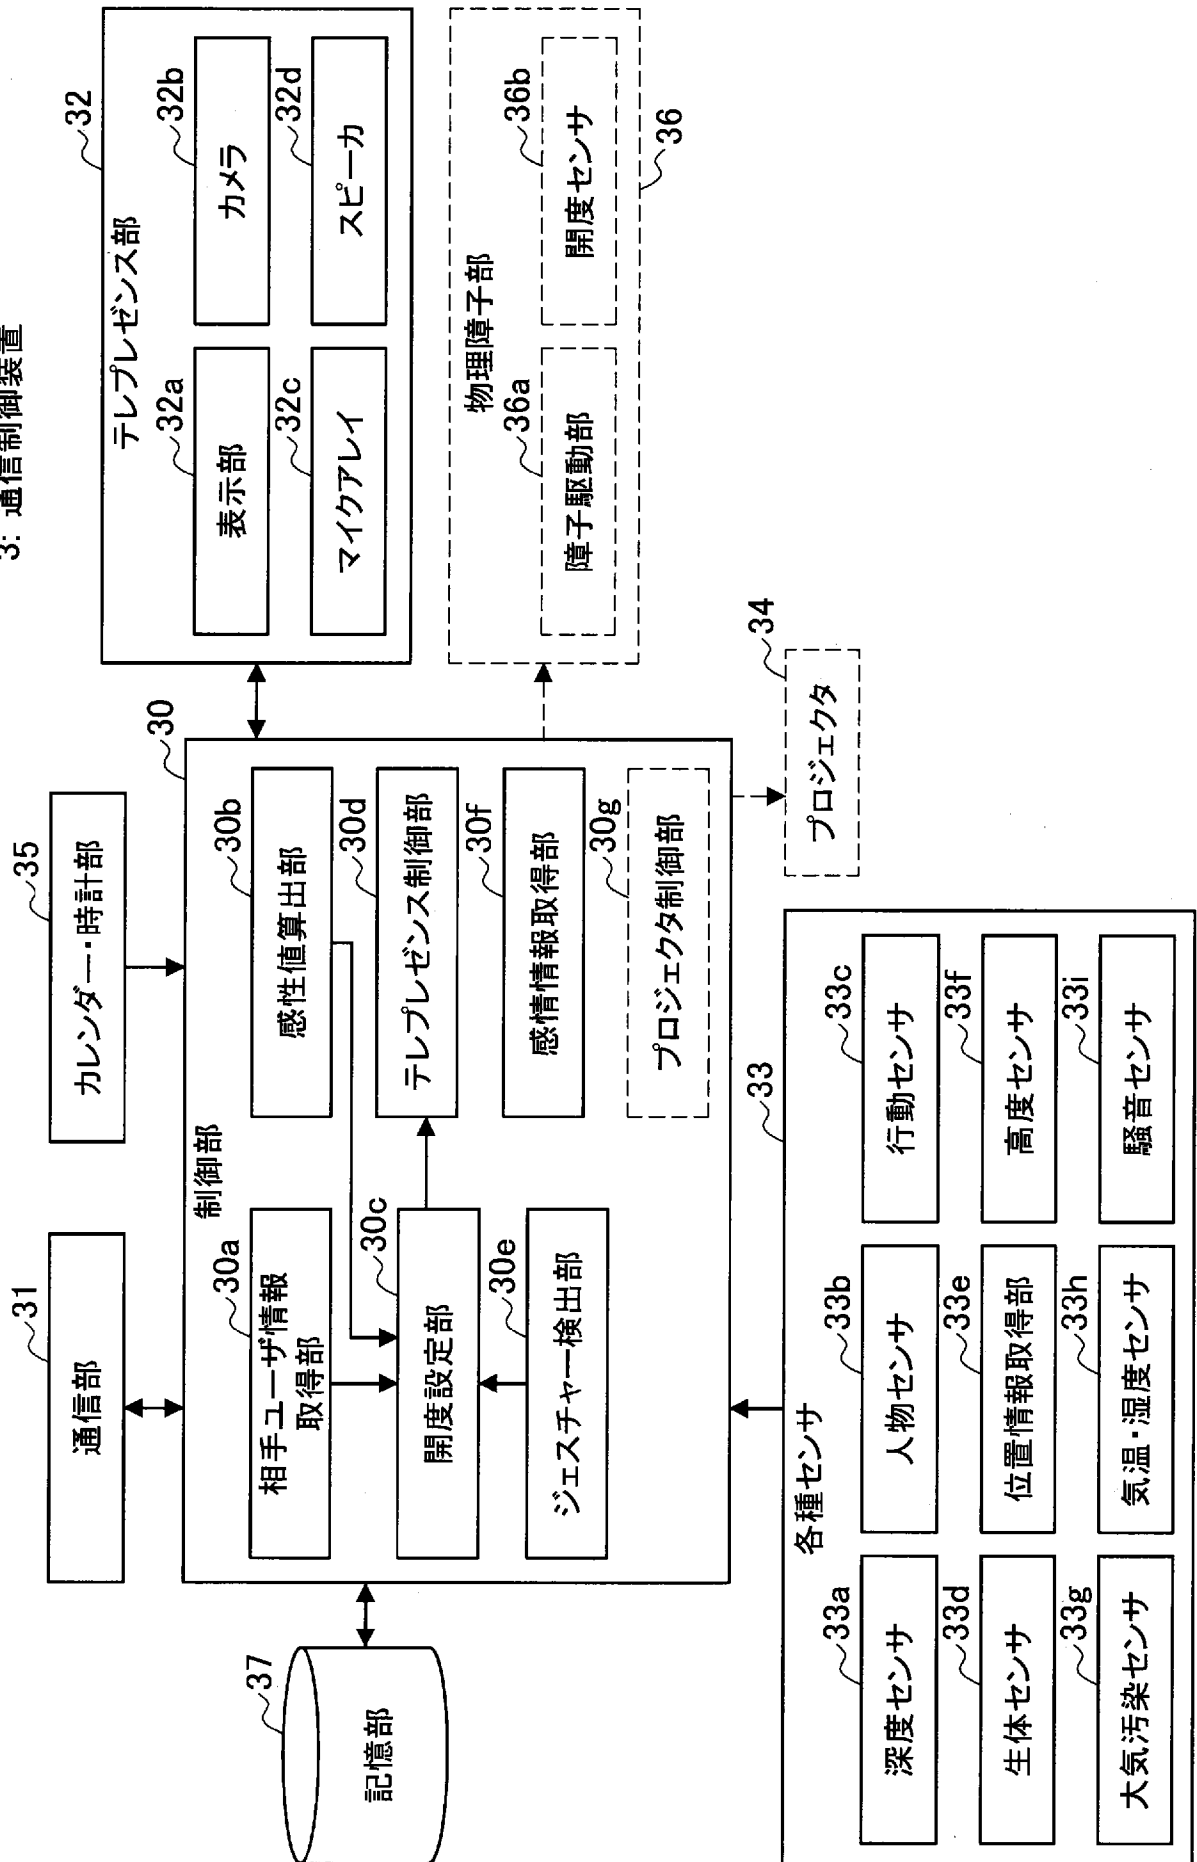 3: 通信制御装置
31
通信部
35
カレンダー・時計部
37
記憶部
30
制御部
30a
相手ユーザ情報
取得部
30b
感性値算出部
30c
開度設定部
30d
テレプレゼンス制御部
30e
ジェスチャー検出部
30f
感情情報取得部
30g
プロジェクタ制御部
32
テレプレゼンス部
32a
表示部
32b
カメラ
32c
マイクアレイ
32d
スピーカ
物理障子部
36a
障子駆動部
36b
開度センサ
36
34
プロジェクタ
33
各種センサ
33a
深度センサ
33b
人物センサ
33c
行動センサ
33d
生体センサ
33e
位置情報取得部
33f
高度センサ
33g
大気汚染センサ
33h
気温・湿度センサ
33i
騒音センサ